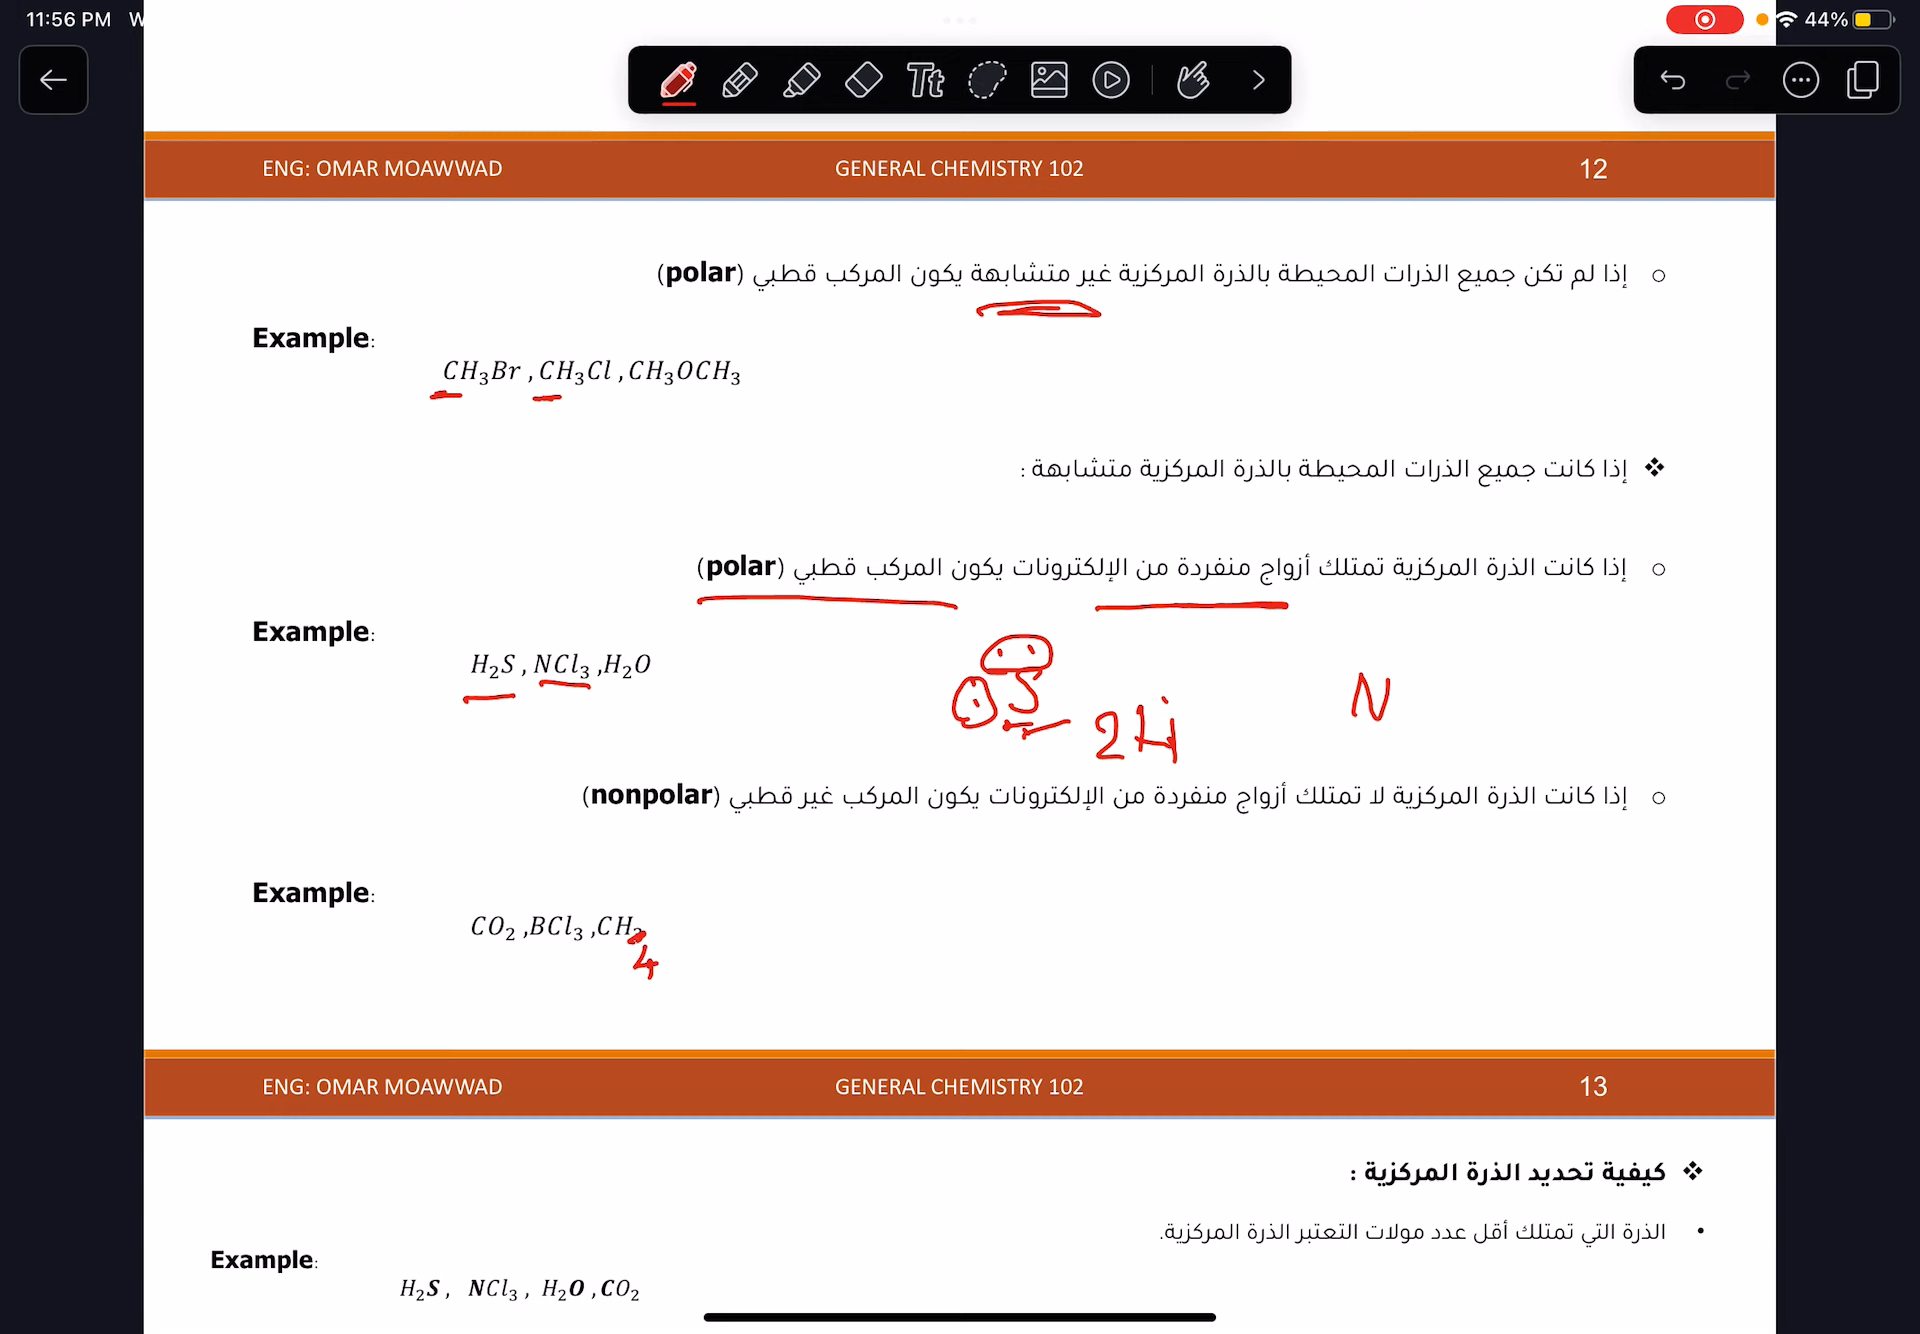 11:56 PM W
44%
Tt
ENG: OMAR MOAWWAD GENERAL CHEMISTRY 102 12
○ إذا لم تكن جميع الذرات المحيطة بالذرة المركزية غير متشابهة يكون المركب قطبي (polar)
Example:
CH₃Br ,CH₃Cl ,CH₃OCH₃
❖ إذا كانت جميع الذرات المحيطة بالذرة المركزية متشابهة :
○ إذا كانت الذرة المركزية تمتلك أزواج منفردة من الإلكترونات يكون المركب قطبي (polar)
Example:
H₂S , NCl₃ ,H₂O
S 2H N
○ إذا كانت الذرة المركزية لا تمتلك أزواج منفردة من الإلكترونات يكون المركب غير قطبي (nonpolar)
Example:
CO₂ ,BCl₃ ,CH
4
ENG: OMAR MOAWWAD GENERAL CHEMISTRY 102 13
❖ كيفية تحديد الذرة المركزية :
• الذرة التي تمتلك أقل عدد مولات التعتبر الذرة المركزية.
Example:
H₂S , NCl₃ , H₂O ,CO₂